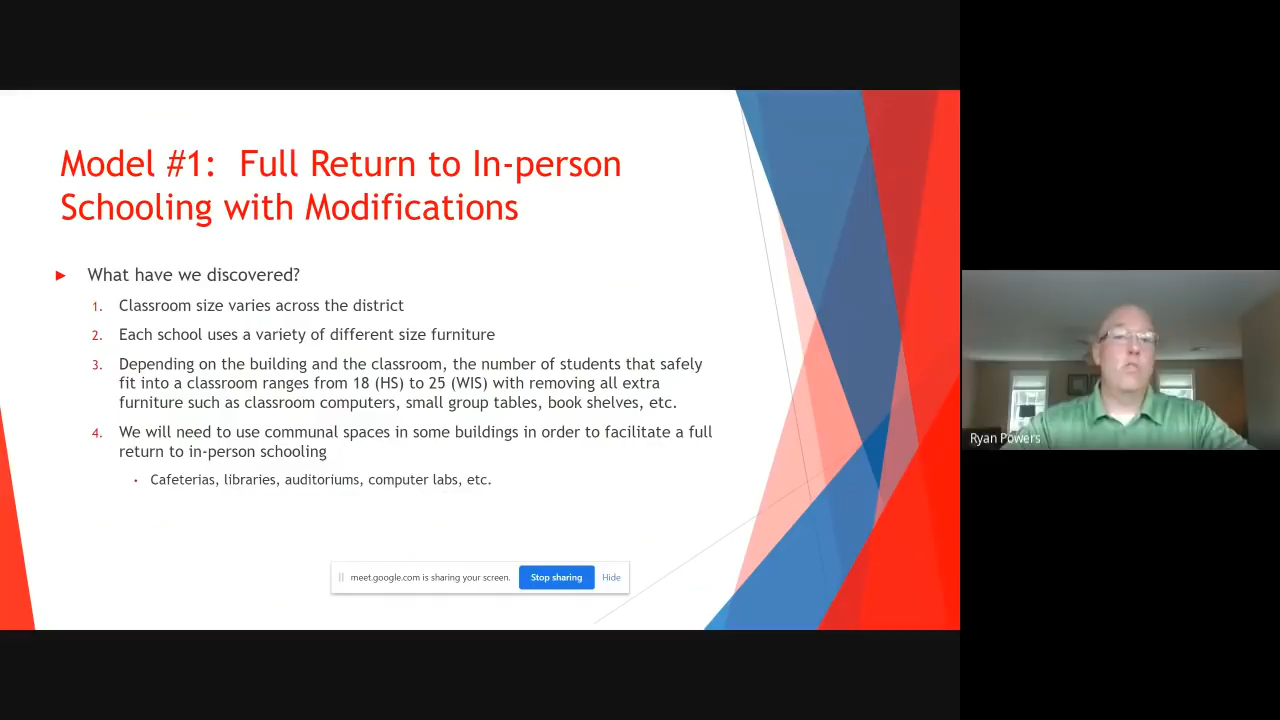 Model #1:  Full Return to In-person
Schooling with Modifications
► What have we discovered?
1. Classroom size varies across the district
2. Each school uses a variety of different size furniture
3. Depending on the building and the classroom, the number of students that safely
fit into a classroom ranges from 18 (HS) to 25 (WIS) with removing all extra
furniture such as classroom computers, small group tables, book shelves, etc.
4. We will need to use communal spaces in some buildings in order to facilitate a full
return to in-person schooling
• Cafeterias, libraries, auditoriums, computer labs, etc.
meet.google.com is sharing your screen. Stop sharing Hide
Ryan Powers